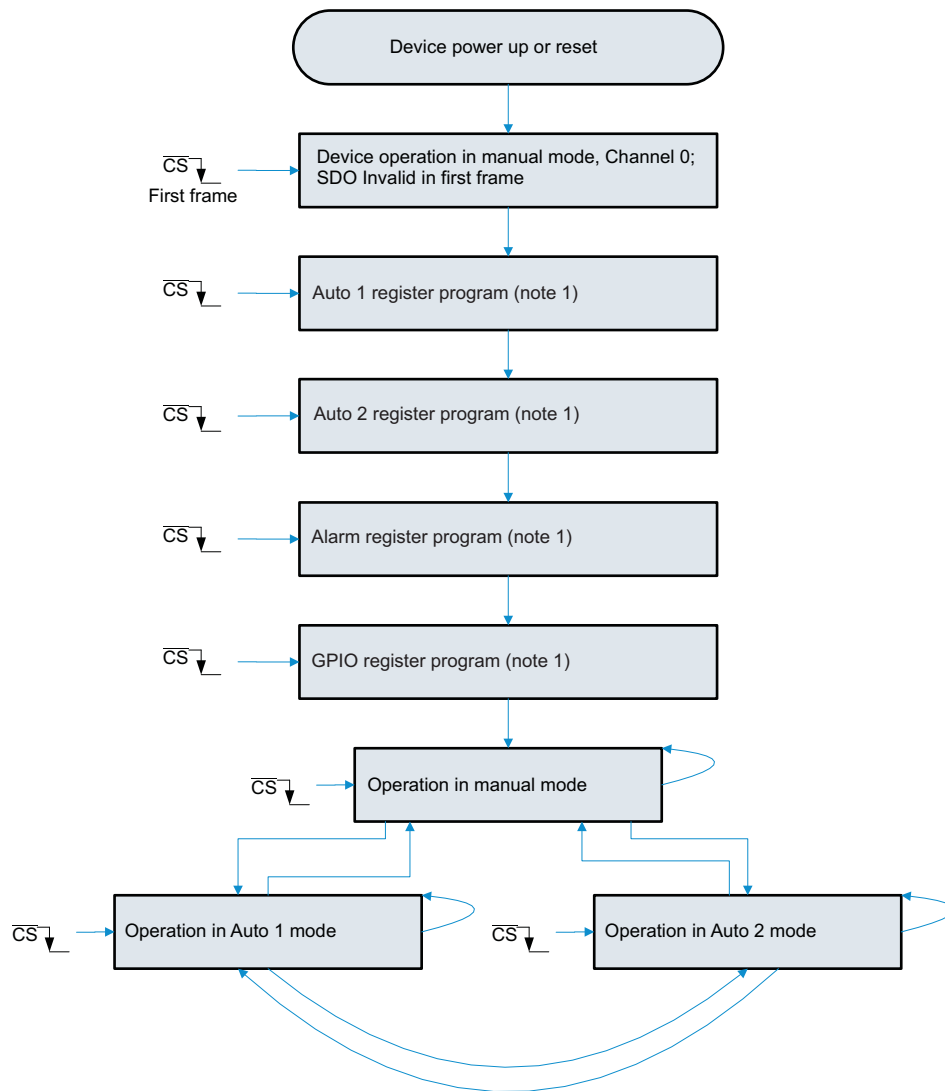 Device power up or reset
CS
First frame
Device operation in manual mode, Channel 0;
SDO Invalid in first frame
CS
Auto 1 register program (note 1)
CS
Auto 2 register program (note 1)
CS
Alarm register program (note 1)
CS
GPIO register program (note 1)
CS
Operation in manual mode
CS
Operation in Auto 1 mode
CS
Operation in Auto 2 mode